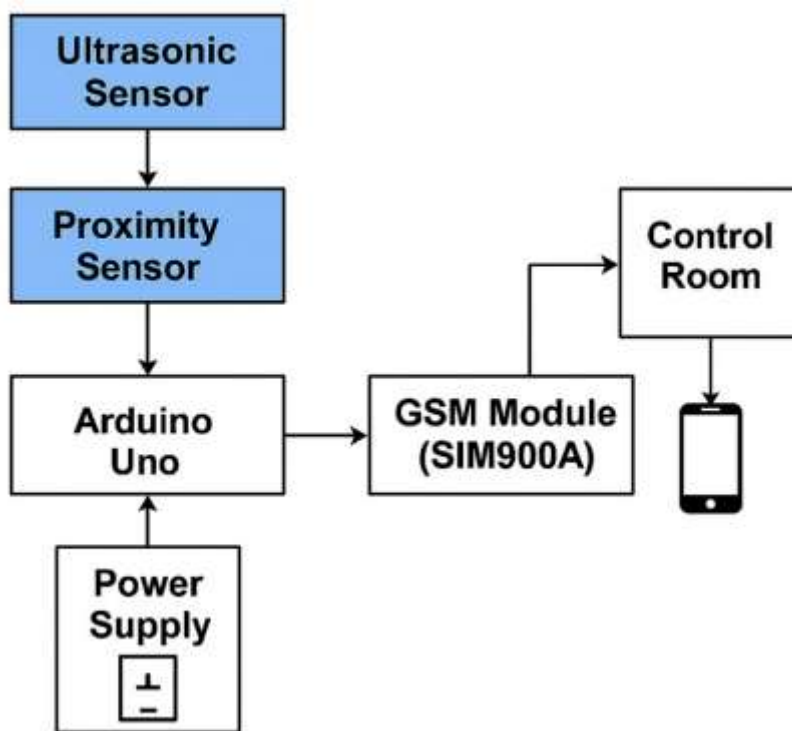 Ultrasonic
Sensor
Proximity
Sensor
Control
Room
Arduino
Uno
GSM Module
(SIM900A)
Power
Supply